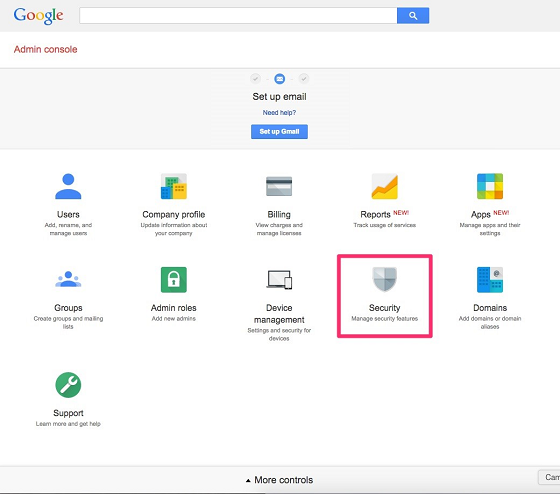 Google
Admin console
Set up email
Need help?
Set up Gmail
Users
Add, rename, and
manage users
Company profile
Update information about
your company
Billing
View charges and
manage licenses
Reports NEW!
Track usage of services
Apps NEW!
Manage apps and their
settings
Groups
Create groups and mailing
lists
Admin roles
Add new admins
Device
management
Settings and security for
devices
Security
Manage security features
Domains
Add domains or domain
aliases
Support
Learn more and get help
More controls